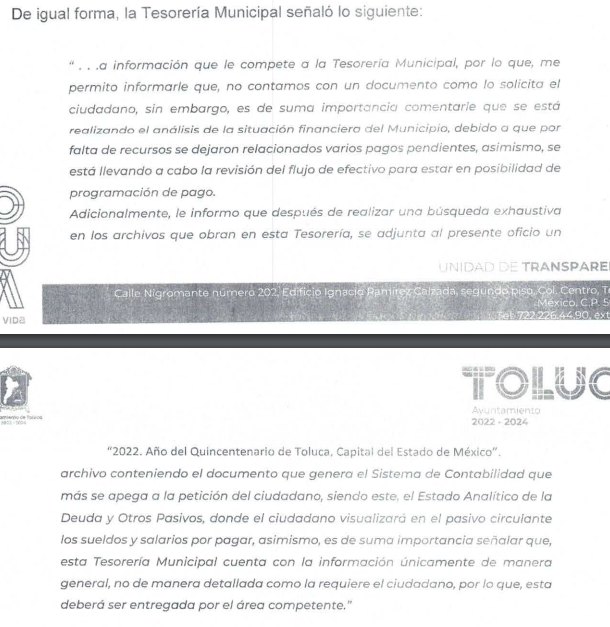 De igual forma, la Tesorería Municipal señaló lo siguiente:
“. . .a información que le compete a la Tesorería Municipal, por lo que, me
permito informarle que, no contamos con un documento como lo solicita el
ciudadano, sin embargo, es de suma importancia comentarle que se está
realizando el análisis de la situación financiera del Municipio, debido a que por
falta de recursos se dejaron relacionados varios pagos pendientes, asimismo, se
está llevando a cabo la revisión del flujo de efectivo para estar en posibilidad de
programación de pago.
Adicionalmente, le informo que después de realizar una búsqueda exhaustiva
en los archivos que obran en esta Tesorería, se adjunta al presente oficio un
VIDA
UNIDAD DE TRANSPARE
Calle Nigromante número 202, Edificio Ignacio Ramírez Calzada, segundo piso, Col. Centro, T
México, C.P. 5
Tel. 722 226 44 90, ext
TOLUC
Ayuntamiento
2022 - 2024
“2022. Año del Quincentenario de Toluca, Capital del Estado de México”.
archivo conteniendo el documento que genera el Sistema de Contabilidad que
más se apega a la petición del ciudadano, siendo este, el Estado Analítico de la
Deuda y Otros Pasivos, donde el ciudadano visualizará en el pasivo circulante
los sueldos y salarios por pagar, asimismo, es de suma importancia señalar que,
esta Tesorería Municipal cuenta con la información únicamente de manera
general, no de manera detallada como la requiere el ciudadano, por lo que, esta
deberá ser entregada por el área competente.”